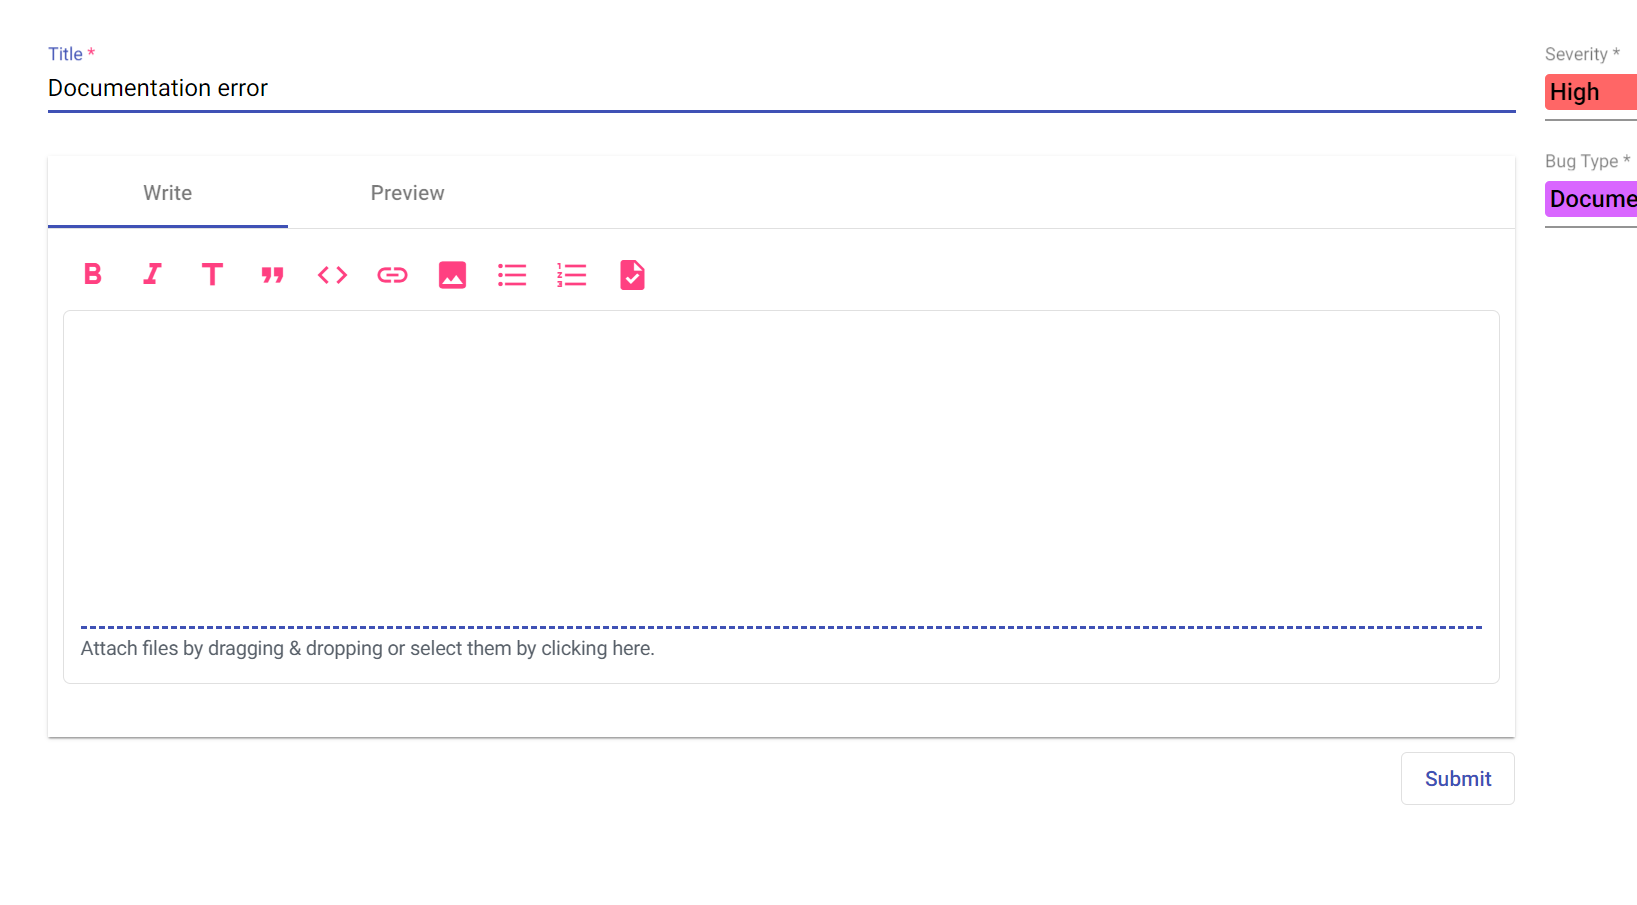 Title *
Documentation error
Severity *
High
Bug Type *
Docume
Write
Preview
Attach files by dragging & dropping or select them by clicking here.
Submit